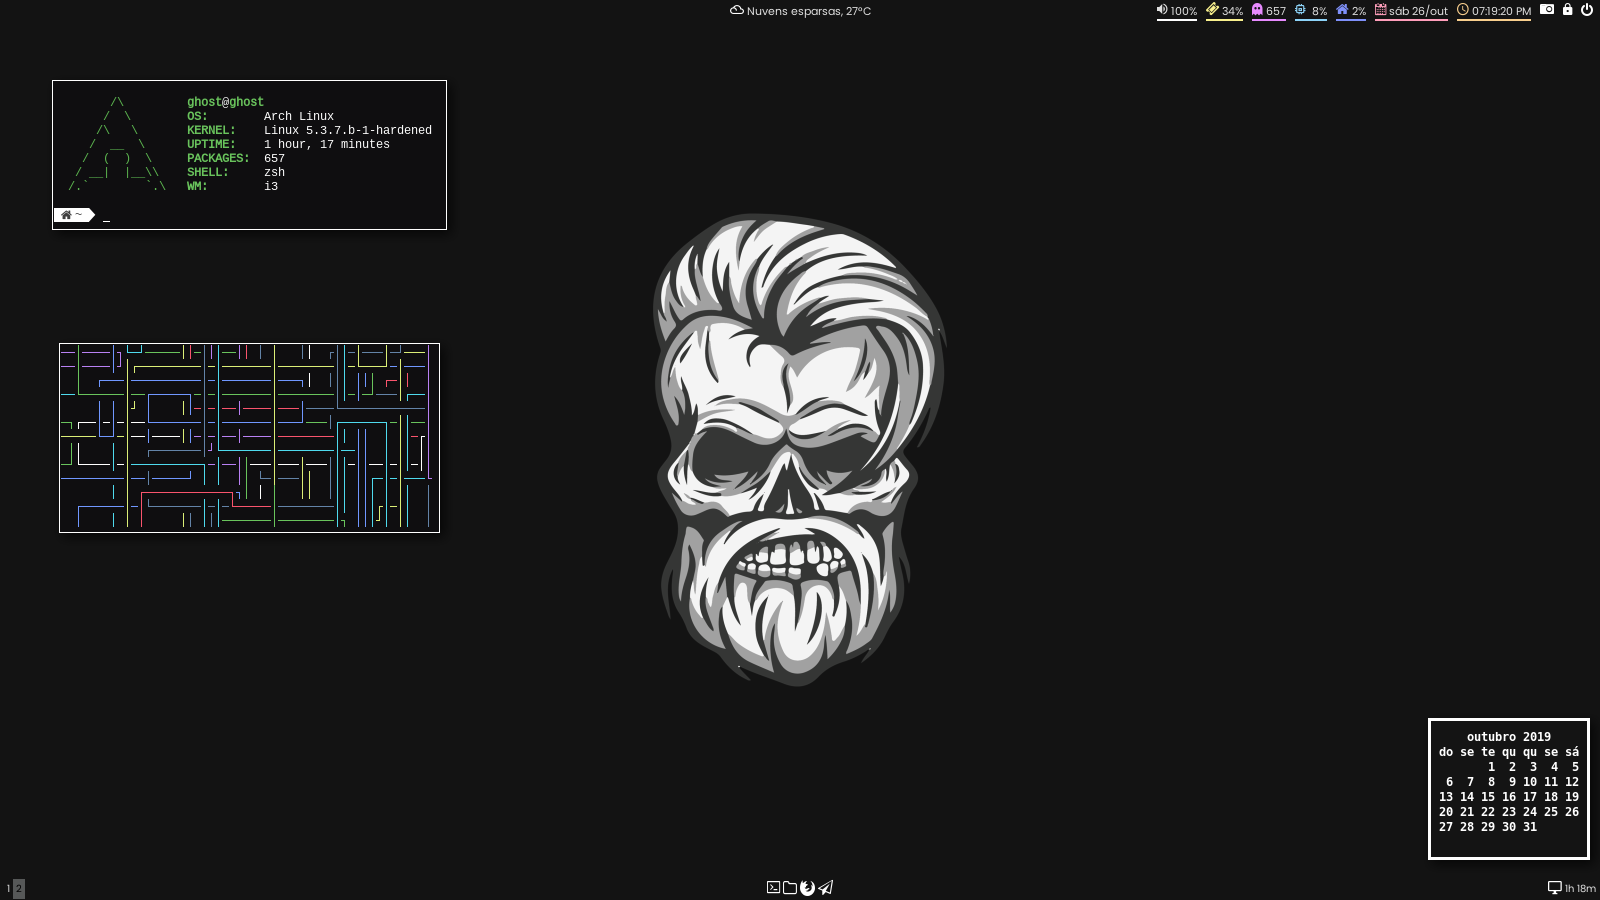 Nuvens esparsas, 27°C
100% 34% 657 8% 2% sáb 26/out 07:19:20 PM
ghost@ghost
OS: Arch Linux
KERNEL: Linux 5.3.7.b-1-hardened
UPTIME: 1 hour, 17 minutes
PACKAGES: 657
SHELL: zsh
WM: i3
~ _
outubro 2019
do se te qu qu se sá
1 2 3 4 5
6 7 8 9 10 11 12
13 14 15 16 17 18 19
20 21 22 23 24 25 26
27 28 29 30 31
1 2
1h 18m